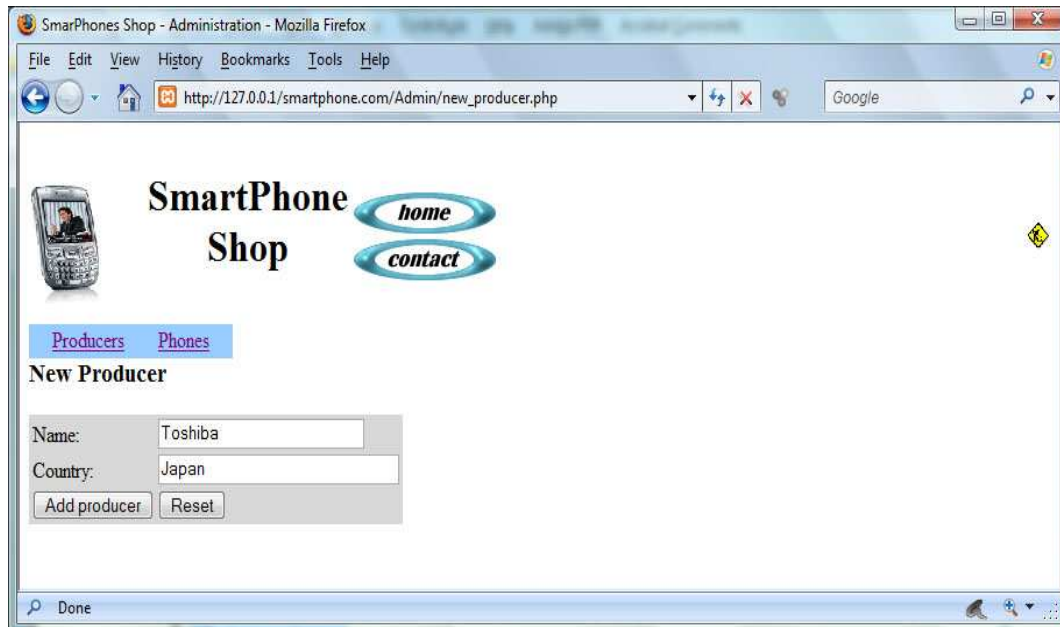 SmarPhones Shop - Administration - Mozilla Firefox
File Edit View History Bookmarks Tools Help
http://127.0.0.1/smartphone.com/Admin/new_producer.php
Google
SmartPhone
Shop
home
contact
Producers Phones
New Producer
Name: Toshiba
Country: Japan
Add producer Reset
Done